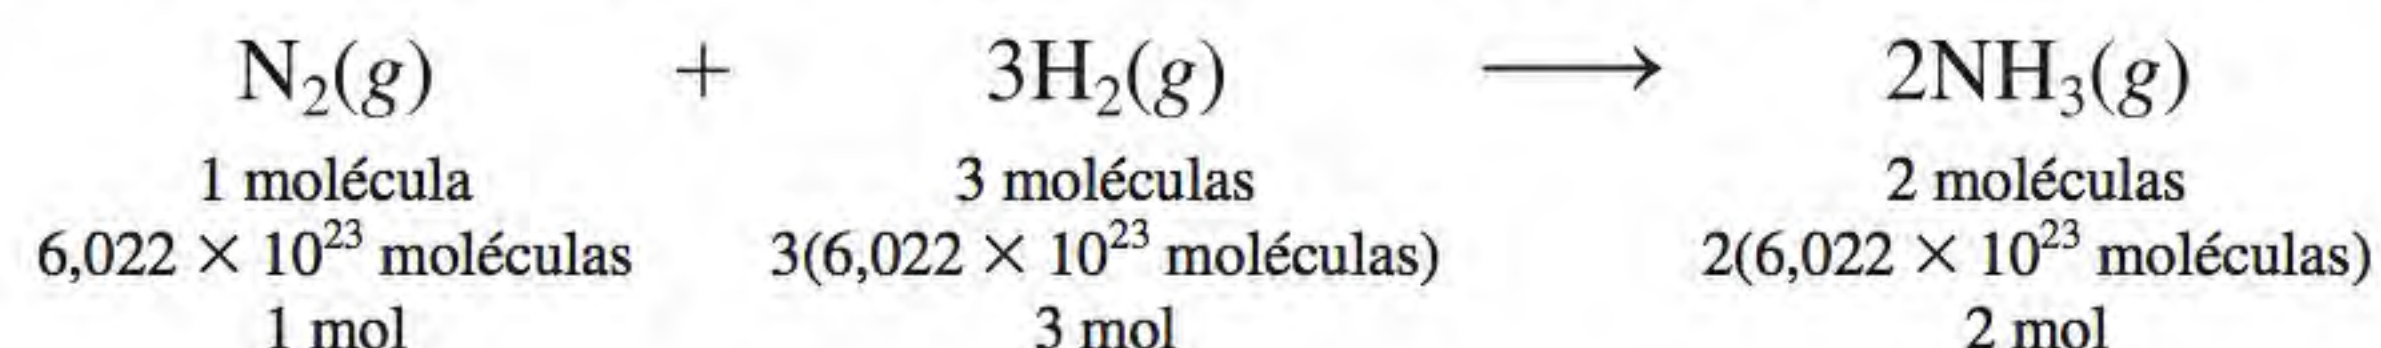 N₂(g) + 3H₂(g) ⟶ 2NH₃(g)
1 molécula 3 moléculas 2 moléculas
6,022 × 10²³ moléculas 3(6,022 × 10²³ moléculas) 2(6,022 × 10²³ moléculas)
1 mol 3 mol 2 mol